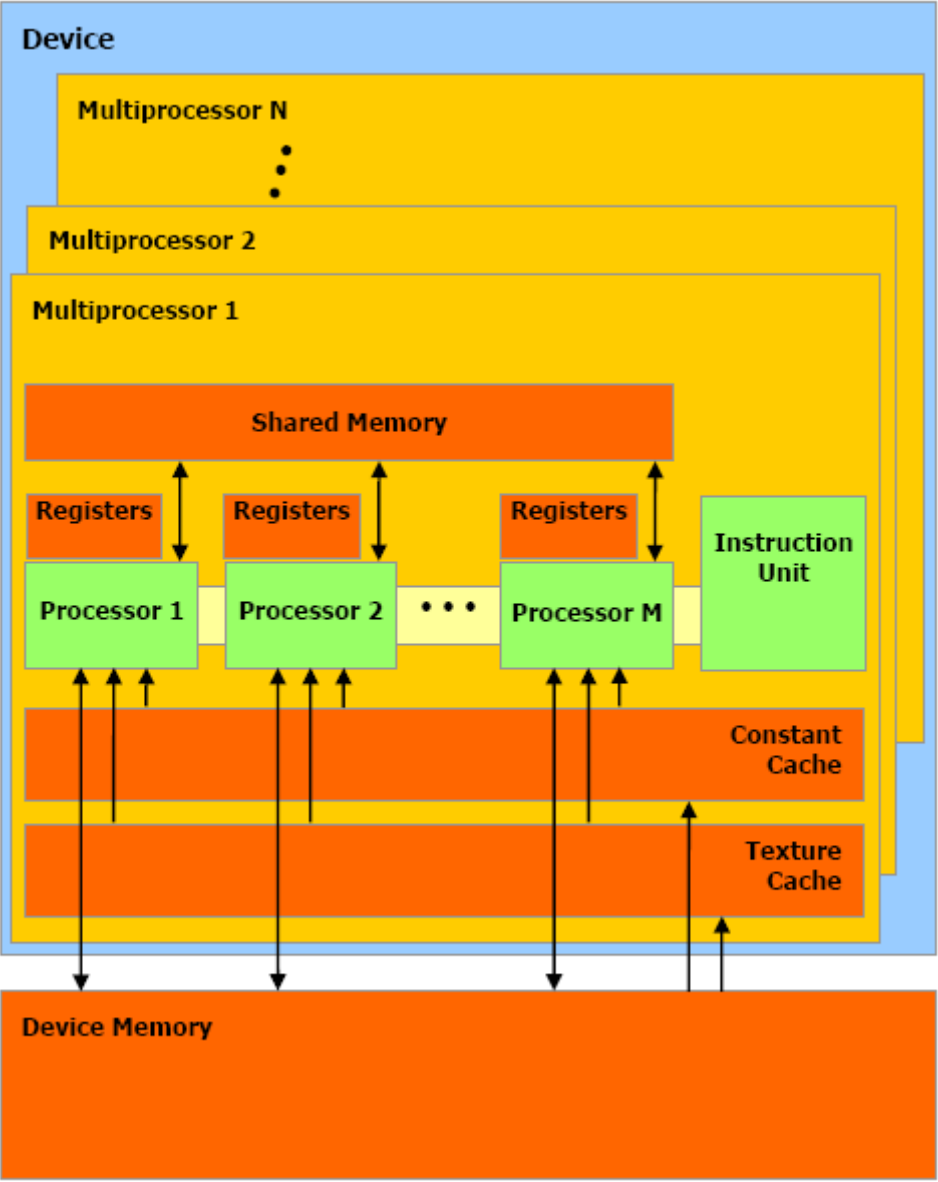 Device
Multiprocessor N
Multiprocessor 2
Multiprocessor 1
Shared Memory
Registers
Registers
Registers
Instruction
Unit
Processor 1
Processor 2
• • •
Processor M
Constant
Cache
Texture
Cache
Device Memory